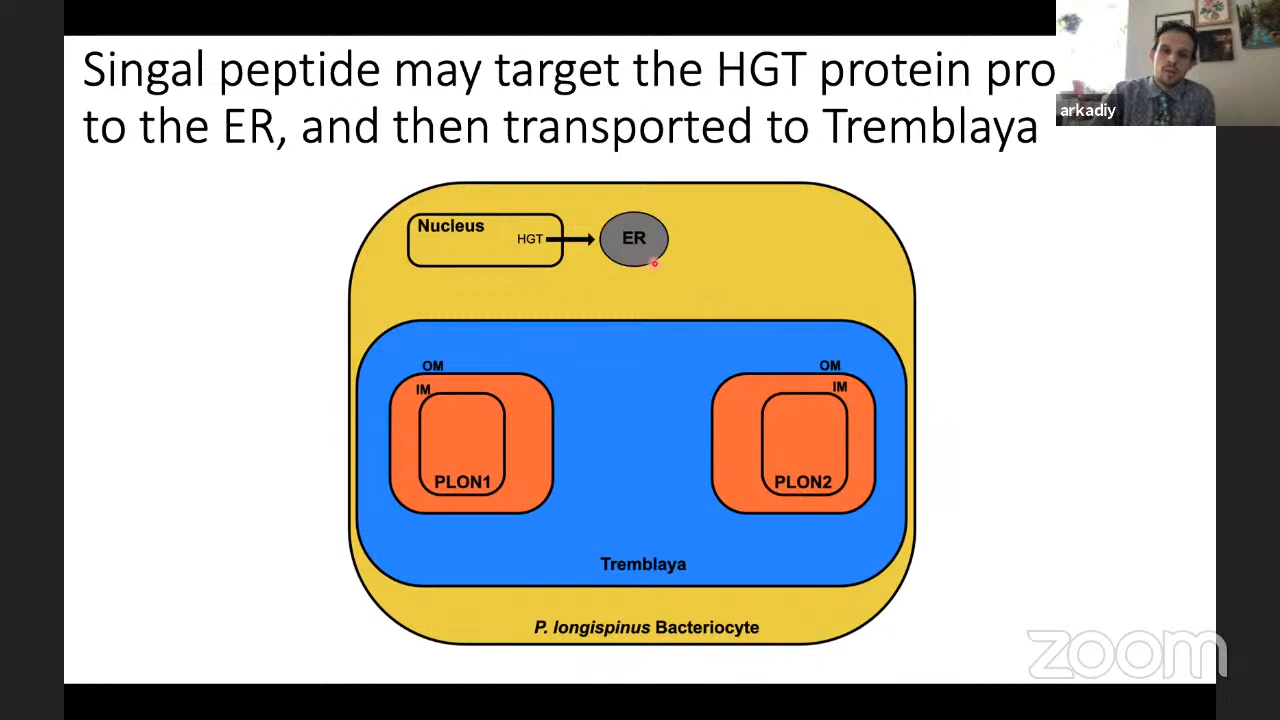 Singal peptide may target the HGT protein pro
to the ER, and then transported to Tremblaya
arkadiy
Nucleus
HGT
ER
OM
OM
IM
IM
PLON1
PLON2
Tremblaya
P. longispinus Bacteriocyte
zoom